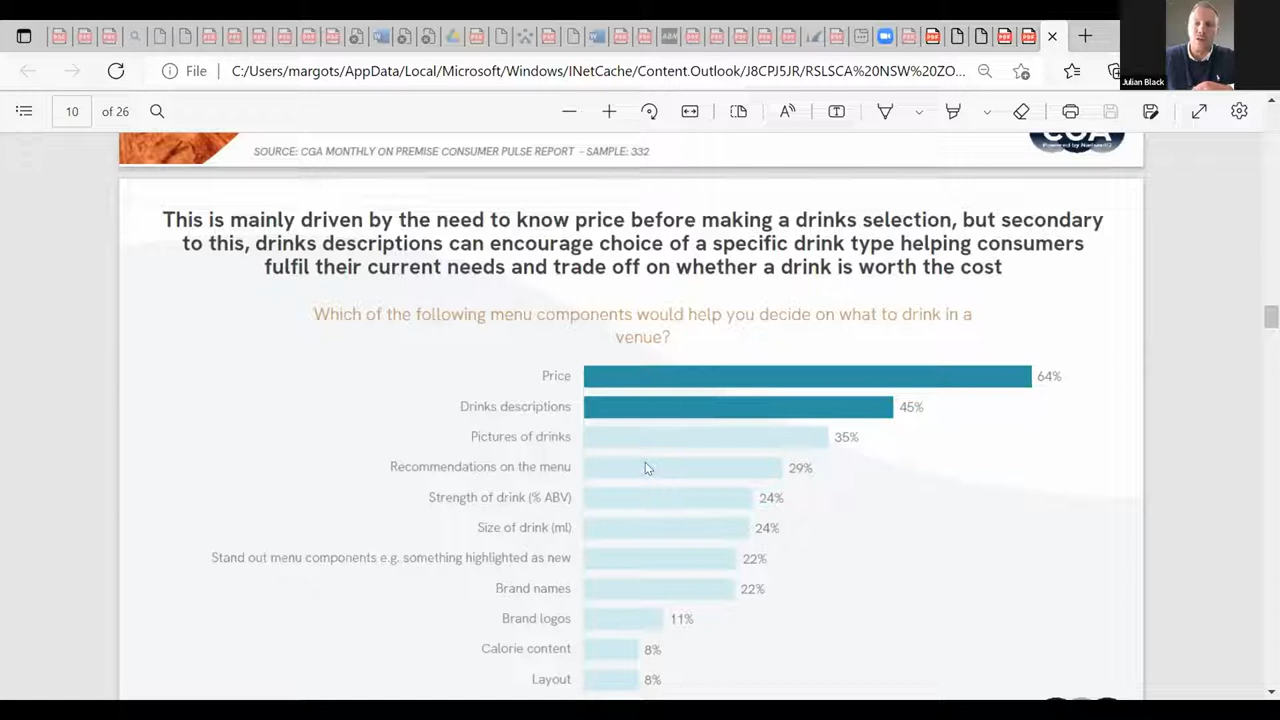 File
C:/Users/margots/AppData/Local/Microsoft/Windows/INetCache/Content.Outlook/J8CPJ5JR/RSLSCA%20NSW%20ZO...
Julian Black
10 of 26
SOURCE: CGA MONTHLY ON PREMISE CONSUMER PULSE REPORT – SAMPLE: 332
CGA
Powered by NielsenIQ
This is mainly driven by the need to know price before making a drinks selection, but secondary
to this, drinks descriptions can encourage choice of a specific drink type helping consumers
fulfil their current needs and trade off on whether a drink is worth the cost
Which of the following menu components would help you decide on what to drink in a
venue?
Price 64%
Drinks descriptions 45%
Pictures of drinks 35%
Recommendations on the menu 29%
Strength of drink (% ABV) 24%
Size of drink (ml) 24%
Stand out menu components e.g. something highlighted as new 22%
Brand names 22%
Brand logos 11%
Calorie content 8%
Layout 8%